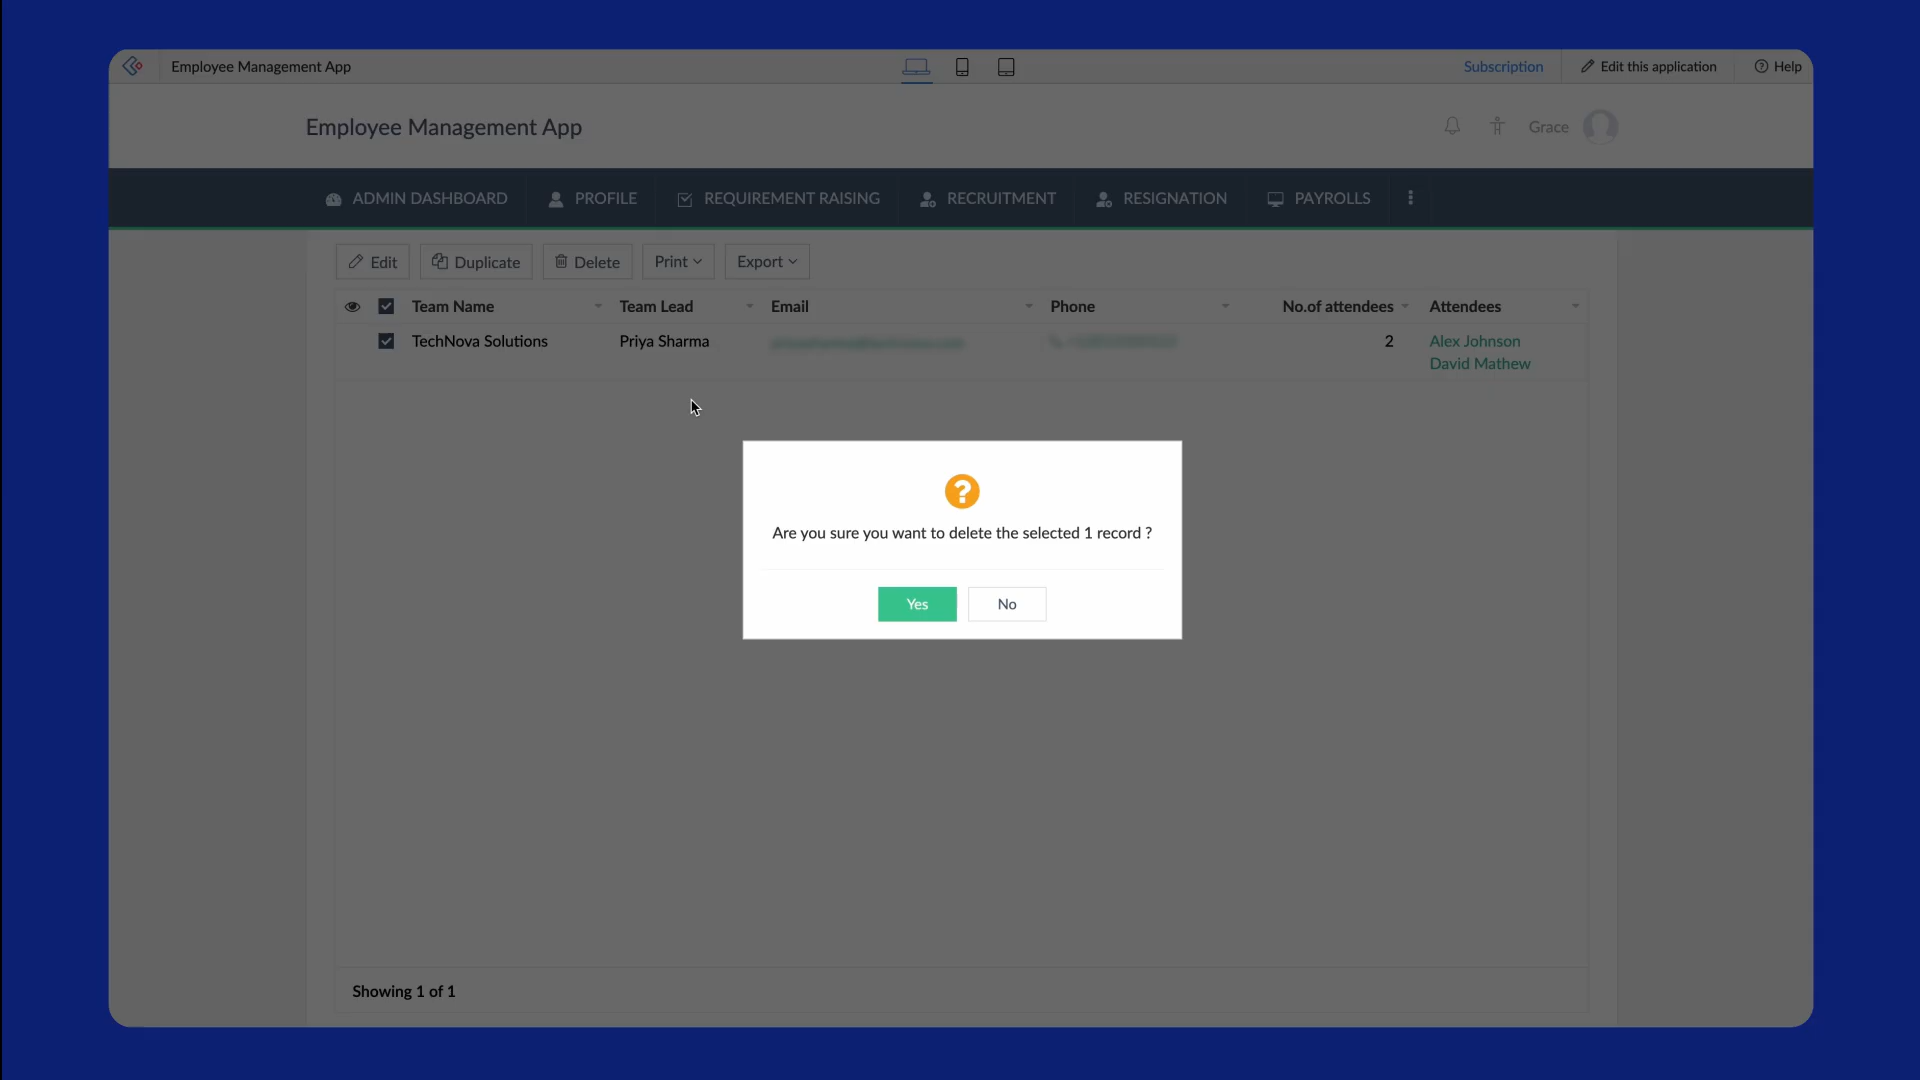 Employee Management App
Subscription
Edit this application
Help
Employee Management App
Grace
ADMIN DASHBOARD
PROFILE
REQUIREMENT RAISING
RECRUITMENT
RESIGNATION
PAYROLLS
Edit
Duplicate
Delete
Print
Export
Team Name
Team Lead
Email
Phone
No.of attendees
Attendees
TechNova Solutions
Priya Sharma
2
Alex Johnson
David Mathew
Are you sure you want to delete the selected 1 record ?
Yes
No
Showing 1 of 1